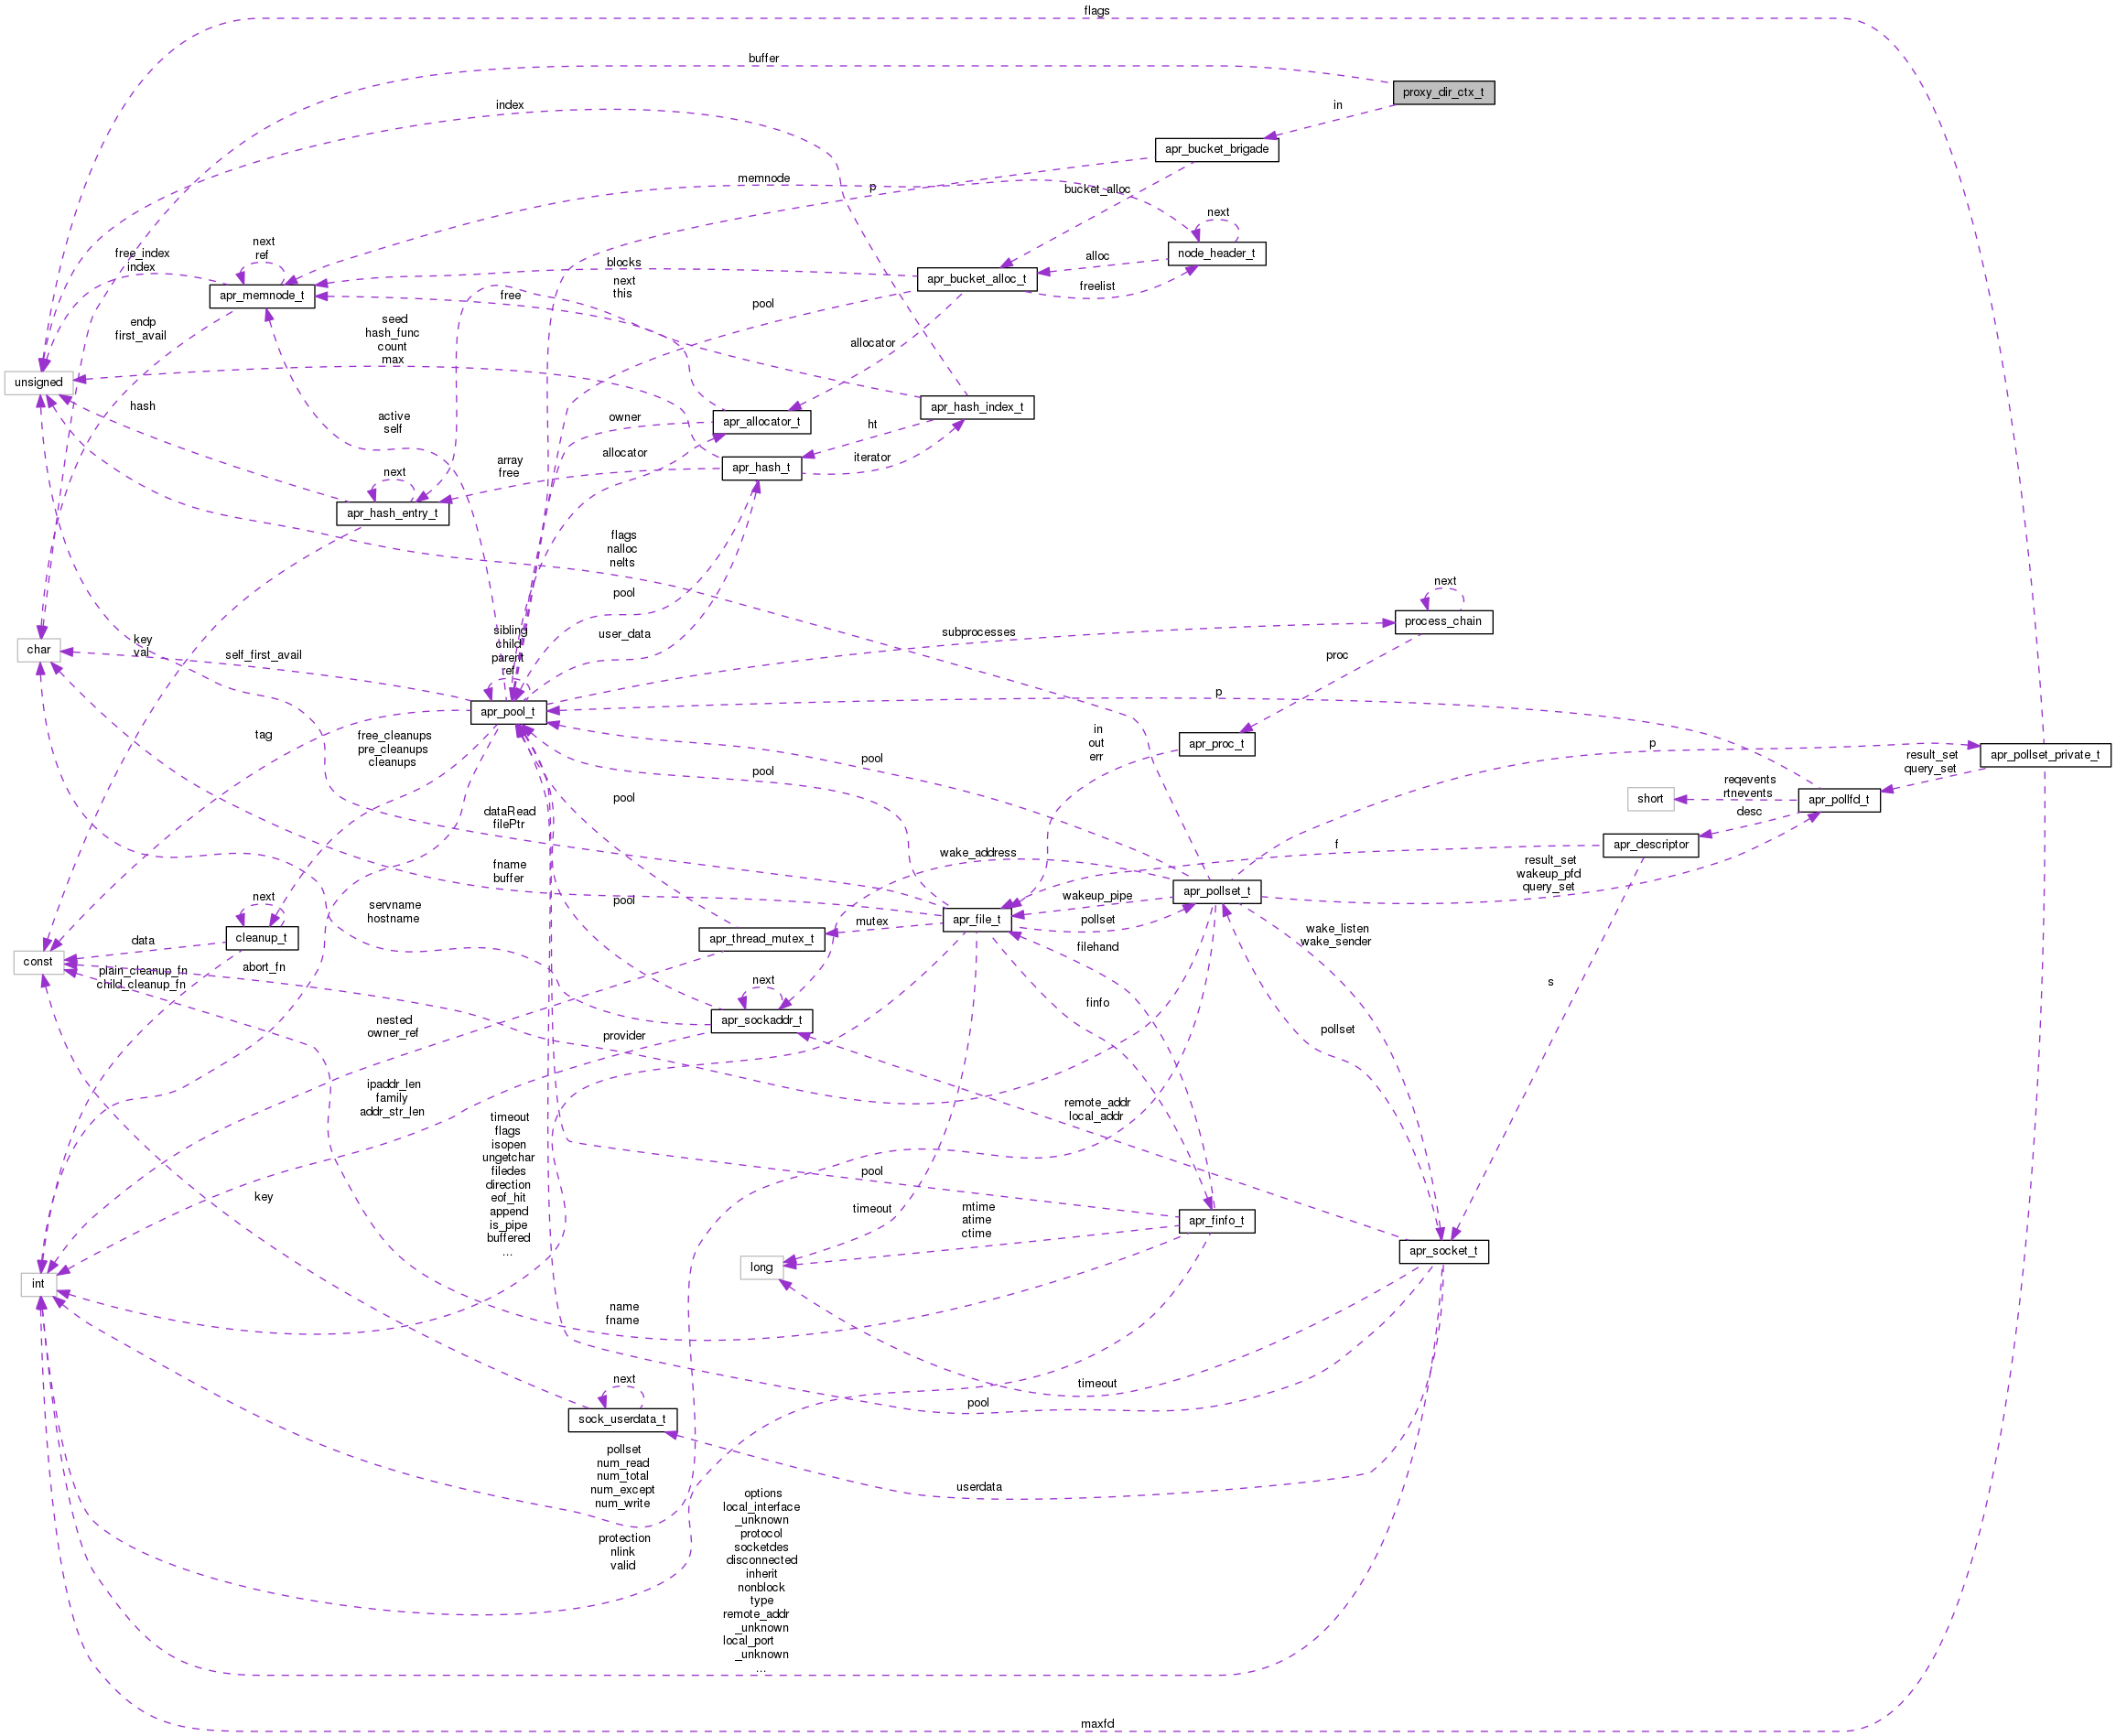 flags
buffer
proxy_dir_ctx_t
index
in
apr_bucket_brigade
memnode
p
bucket_alloc
next
next
ref
free_index
index
node_header_t
alloc
blocks
apr_bucket_alloc_t
next
this
freelist
apr_memnode_t
free
pool
endp
first_avail
seed
hash_func
count
max
allocator
unsigned
hash
active
self
owner
apr_allocator_t
apr_hash_index_t
ht
allocator
iterator
array
free
apr_hash_t
next
apr_hash_entry_t
flags
nalloc
nelts
next
pool
process_chain
sibling
child
parent
ref
user_data
subprocesses
key
val
char
self_first_avail
proc
p
apr_pool_t
tag
free_cleanups
pre_cleanups
cleanups
in
out
err
apr_proc_t
pool
pool
p
apr_pollset_private_t
result_set
query_set
reqevents
rtnevents
short
apr_pollfd_t
pool
dataRead
filePtr
desc
f
apr_descriptor
wake_address
fname
buffer
result_set
wakeup_pfd
query_set
apr_pollset_t
next
servname
hostname
pool
wakeup_pipe
apr_file_t
pollset
mutex
cleanup_t
data
apr_thread_mutex_t
wake_listen
wake_sender
filehand
const
abort_fn
plain_cleanup_fn
child_cleanup_fn
next
s
finfo
nested
owner_ref
apr_sockaddr_t
provider
pollset
ipaddr_len
family
addr_str_len
remote_addr
local_addr
timeout
flags
isopen
ungetchar
filedes
direction
eof_hit
append
is_pipe
buffered
...
pool
key
timeout
mtime
atime
ctime
apr_finfo_t
apr_socket_t
long
int
name
fname
next
timeout
pool
sock_userdata_t
pollset
num_read
num_total
num_except
num_write
userdata
options
local_interface
_unknown
protocol
socketdes
disconnected
inherit
nonblock
type
remote_addr
_unknown
local_port
_unknown
...
protection
nlink
valid
maxfd